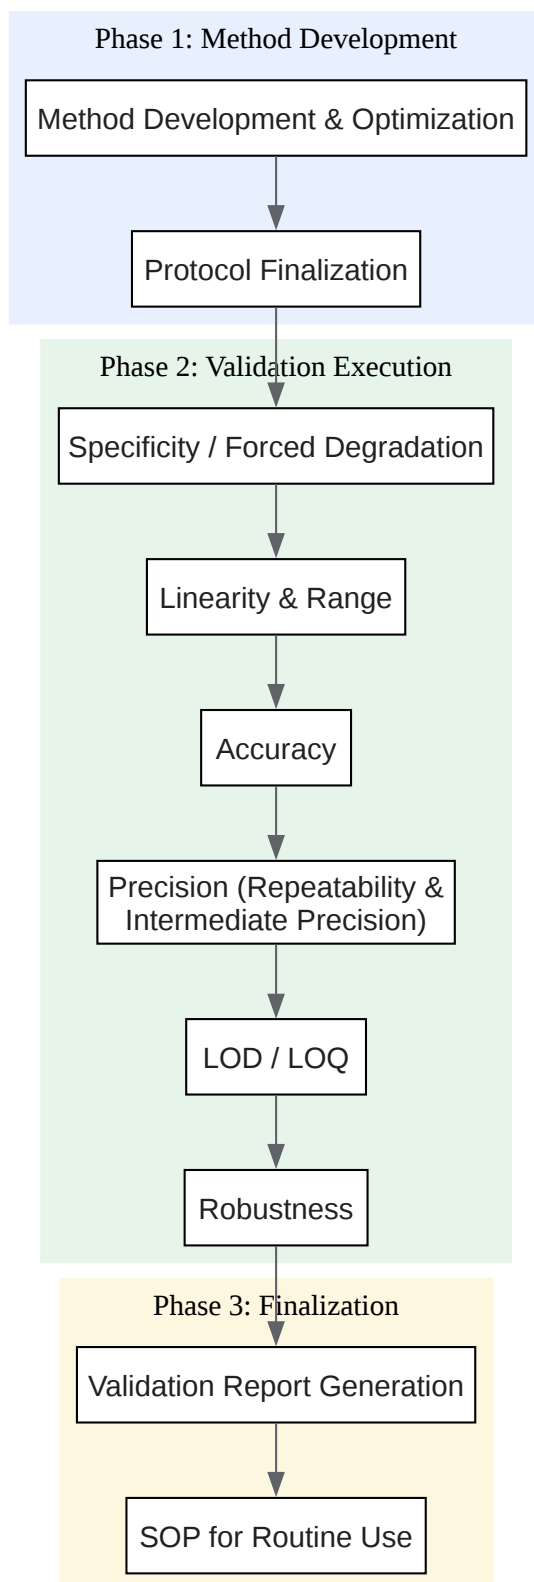 Phase 1: Method Development
Method Development & Optimization
Protocol Finalization
Phase 2: Validation Execution
Specificity / Forced Degradation
Linearity & Range
Accuracy
Precision (Repeatability &
Intermediate Precision)
LOD / LOQ
Robustness
Phase 3: Finalization
Validation Report Generation
SOP for Routine Use